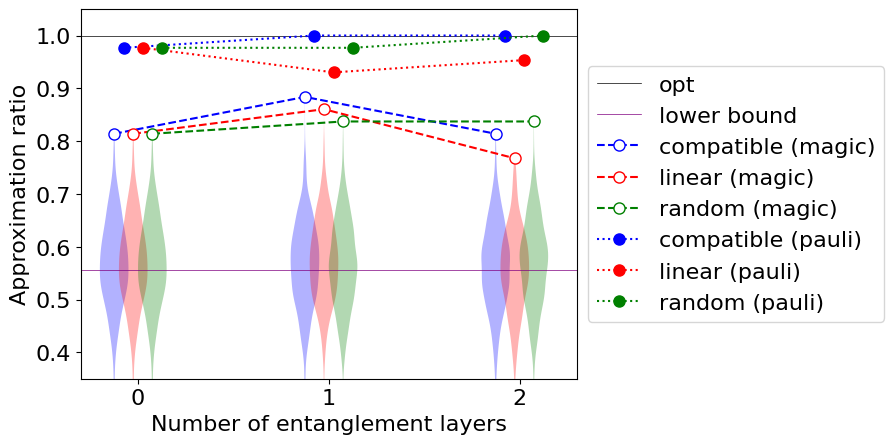 1.0
0.9
0.8
0.7
0.6
0.5
0.4
Approximation ratio
0 1 2
Number of entanglement layers
opt
lower bound
compatible (magic)
linear (magic)
random (magic)
compatible (pauli)
linear (pauli)
random (pauli)